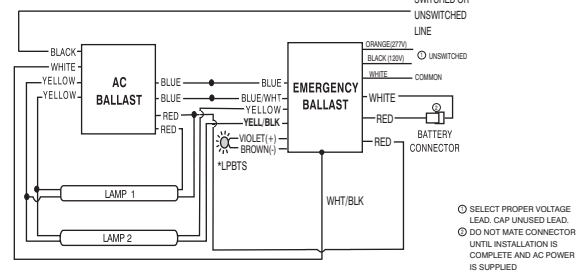 SWITCHED OR
UNSWITCHED
LINE
ORANGE(277V)
BLACK (120V)
① UNSWITCHED
WHITE
COMMON
BLACK
WHITE
YELLOW
YELLOW
AC
BALLAST
BLUE
BLUE
RED
RED
BLUE
BLUE/WHT
YELLOW
YELL/BLK
VIOLET(+)
BROWN(-)
*LPBTS
EMERGENCY
BALLAST
WHITE
RED
RED
②
BATTERY
CONNECTOR
LAMP 1
LAMP 2
WHT/BLK
① SELECT PROPER VOLTAGE
LEAD. CAP UNUSED LEAD.
② DO NOT MATE CONNECTOR
UNTIL INSTALLATION IS
COMPLETE AND AC POWER
IS SUPPLIED